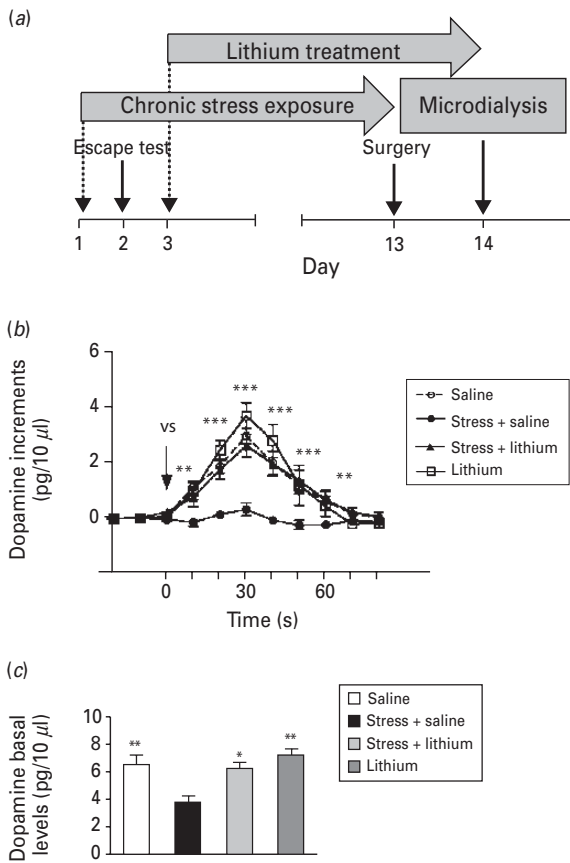 (a)
Lithium treatment
Chronic stress exposure
Microdialysis
Escape test
Surgery
1 2 3 13 14
Day
(b)
Dopamine increments
(pg/10 µl)
6
4
2
0
vs
**
***
***
***
***
**
0 30 60
Time (s)
Saline
Stress + saline
Stress + lithium
Lithium
(c)
Dopamine basal
levels (pg/10 µl)
10
8
6
4
2
0
**
*
**
Saline
Stress + saline
Stress + lithium
Lithium